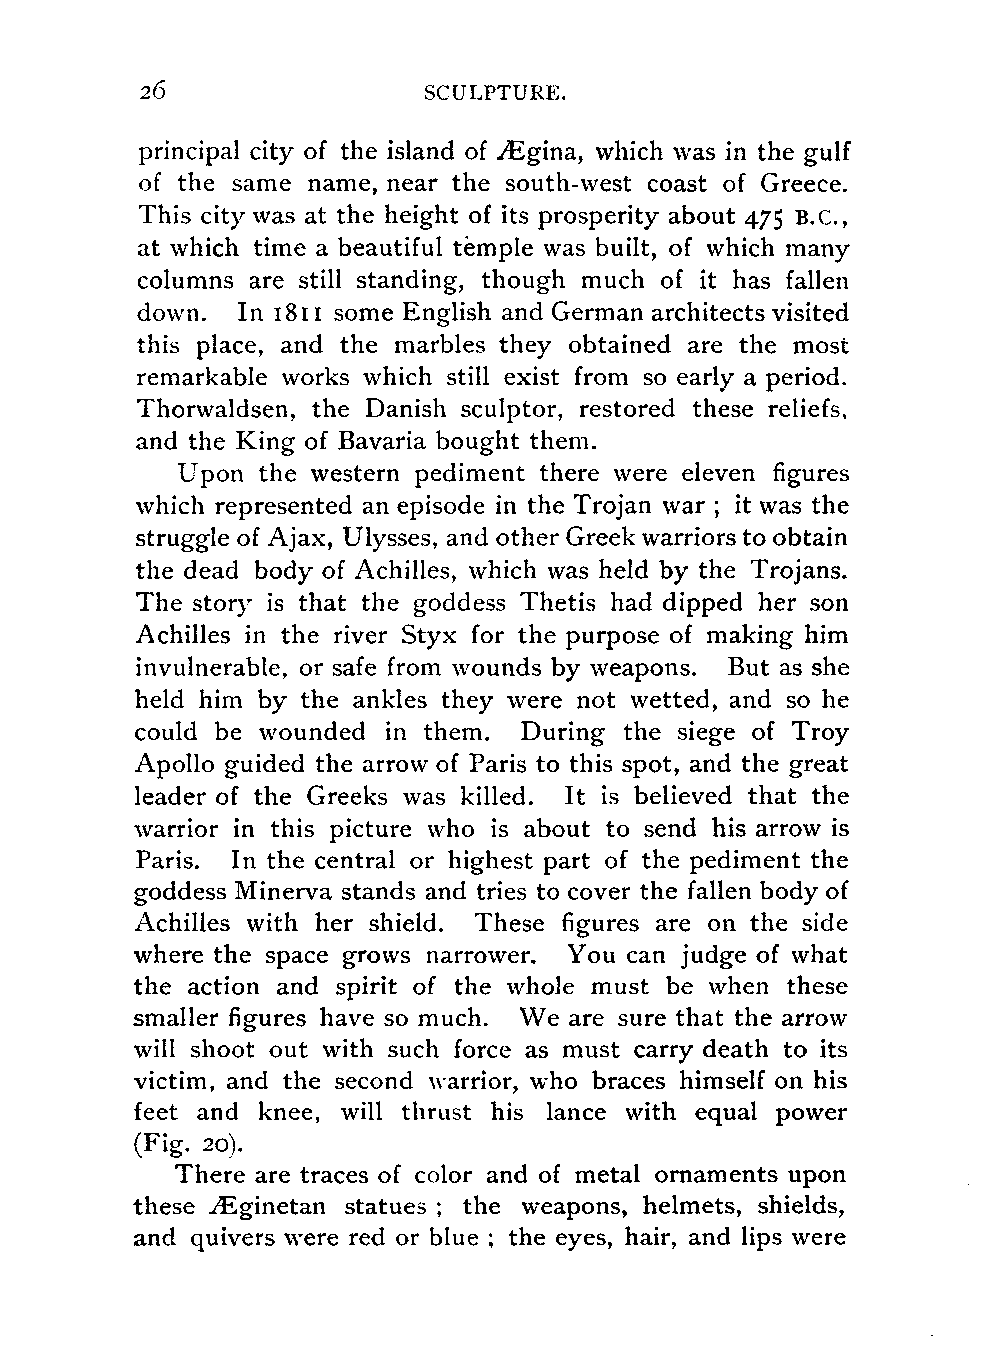 26 SCULPTURE.
principal city of the island of Ægina, which was in the gulf
of the same name, near the south-west coast of Greece.
This city was at the height of its prosperity about 475 B.C.,
at which time a beautiful temple was built, of which many
columns are still standing, though much of it has fallen
down. In 1811 some English and German architects visited
this place, and the marbles they obtained are the most
remarkable works which still exist from so early a period.
Thorwaldsen, the Danish sculptor, restored these reliefs,
and the King of Bavaria bought them.
Upon the western pediment there were eleven figures
which represented an episode in the Trojan war ; it was the
struggle of Ajax, Ulysses, and other Greek warriors to obtain
the dead body of Achilles, which was held by the Trojans.
The story is that the goddess Thetis had dipped her son
Achilles in the river Styx for the purpose of making him
invulnerable, or safe from wounds by weapons. But as she
held him by the ankles they were not wetted, and so he
could be wounded in them. During the siege of Troy
Apollo guided the arrow of Paris to this spot, and the great
leader of the Greeks was killed. It is believed that the
warrior in this picture who is about to send his arrow is
Paris. In the central or highest part of the pediment the
goddess Minerva stands and tries to cover the fallen body of
Achilles with her shield. These figures are on the side
where the space grows narrower. You can judge of what
the action and spirit of the whole must be when these
smaller figures have so much. We are sure that the arrow
will shoot out with such force as must carry death to its
victim, and the second warrior, who braces himself on his
feet and knee, will thrust his lance with equal power
(Fig. 20).
There are traces of color and of metal ornaments upon
these Æginetan statues ; the weapons, helmets, shields,
and quivers were red or blue ; the eyes, hair, and lips were